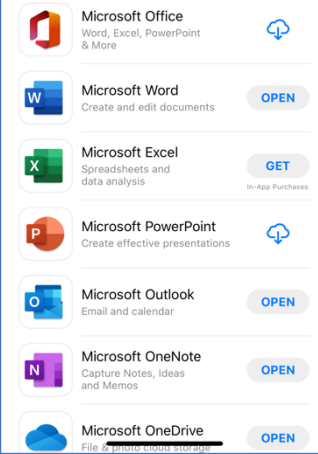 Microsoft Office
Word, Excel, PowerPoint
& More
Microsoft Word
Create and edit documents
OPEN
W
Microsoft Excel
Spreadsheets and
data analysis
GET
In-App Purchases
X
Microsoft PowerPoint
Create effective presentations
P
Microsoft Outlook
Email and calendar
OPEN
O
Microsoft OneNote
Capture Notes, Ideas
and Memos
OPEN
N
Microsoft OneDrive
File & photo cloud storage
OPEN